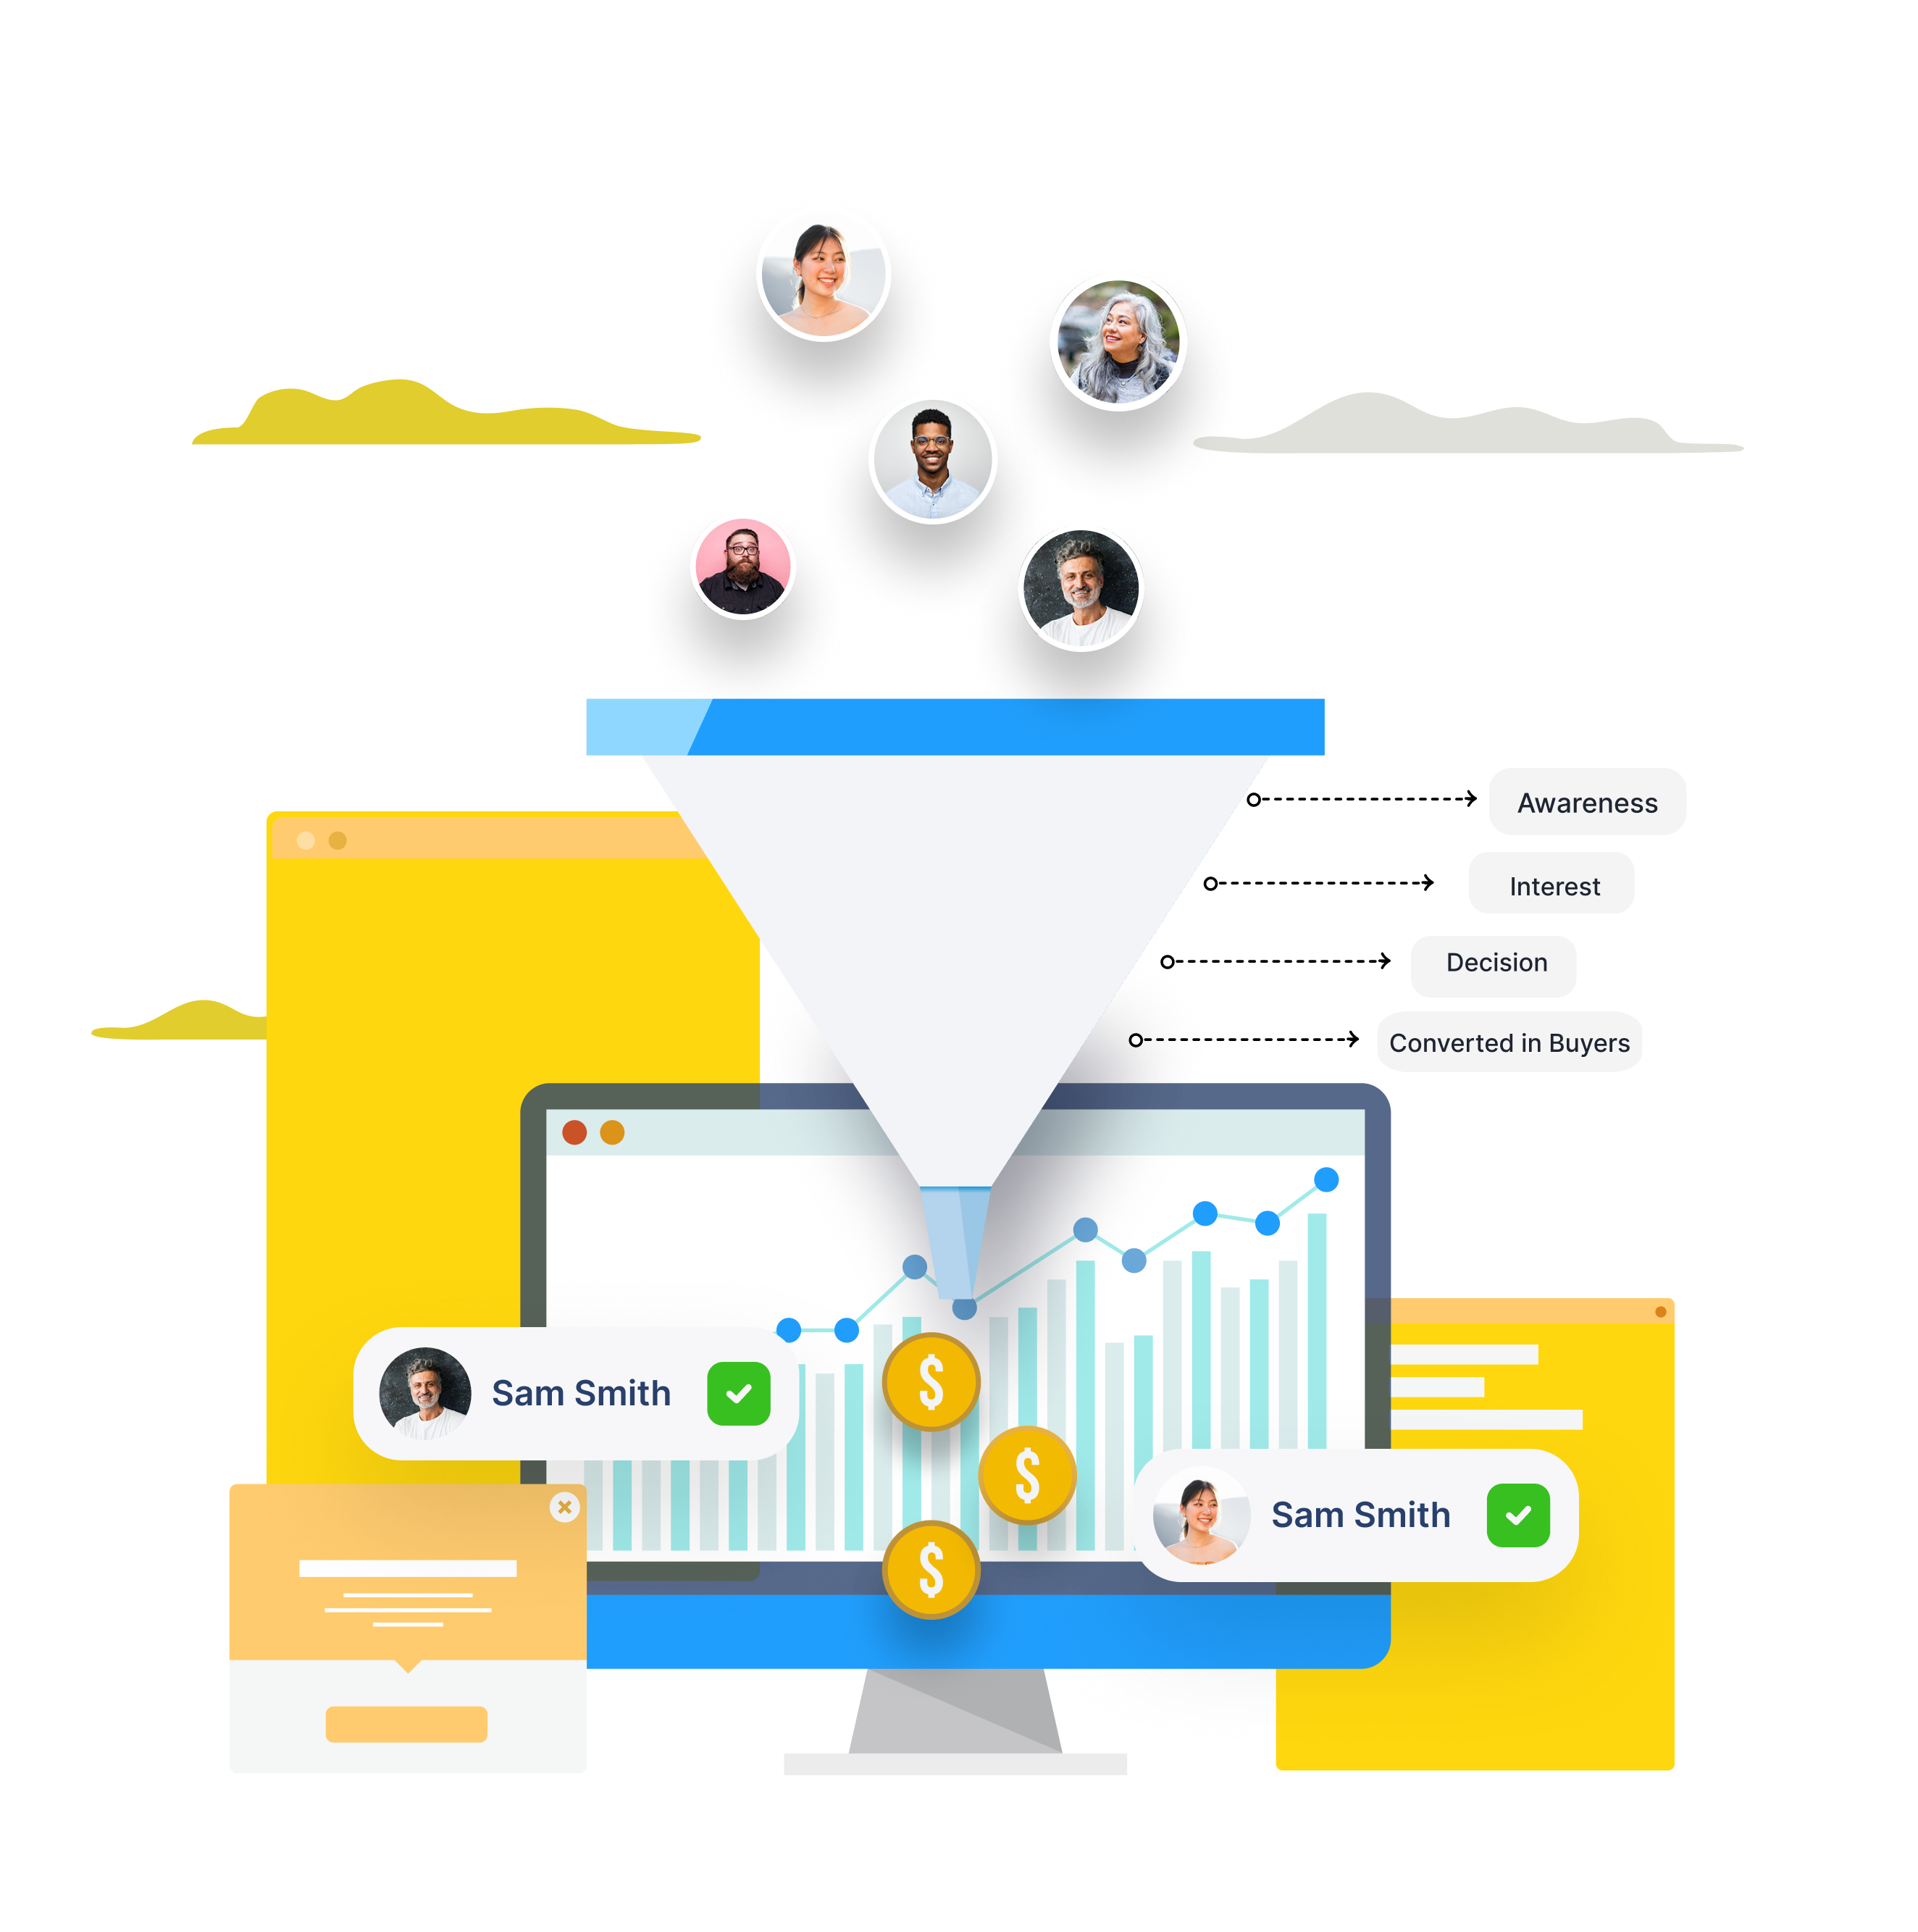 Awareness
Interest
Decision
Converted in Buyers
Sam Smith
$
$
Sam Smith
$